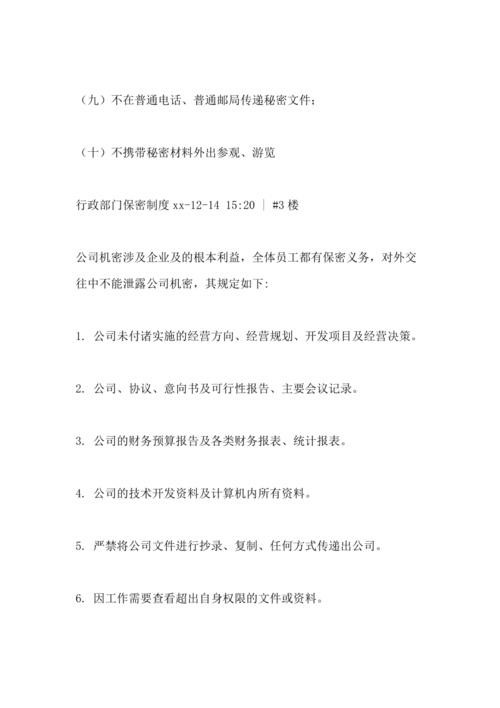 （九）不在普通电话、普通邮局传递秘密文件；
（十）不携带秘密材料外出参观、游览
行政部门保密制度 xx-12-14 15:20 | #3 楼
公司机密涉及企业及的根本利益，全体员工都有保密义务，对外交
往中不能泄露公司机密，其规定如下:
1. 公司未付诸实施的经营方向、经营规划、开发项目及经营决策。
2. 公司、协议、意向书及可行性报告、主要会议记录。
3. 公司的财务预算报告及各类财务报表、统计报表。
4. 公司的技术开发资料及计算机内所有资料。
5. 严禁将公司文件进行抄录、复制、任何方式传递出公司。
6. 因工作需要查看超出自身权限的文件或资料。